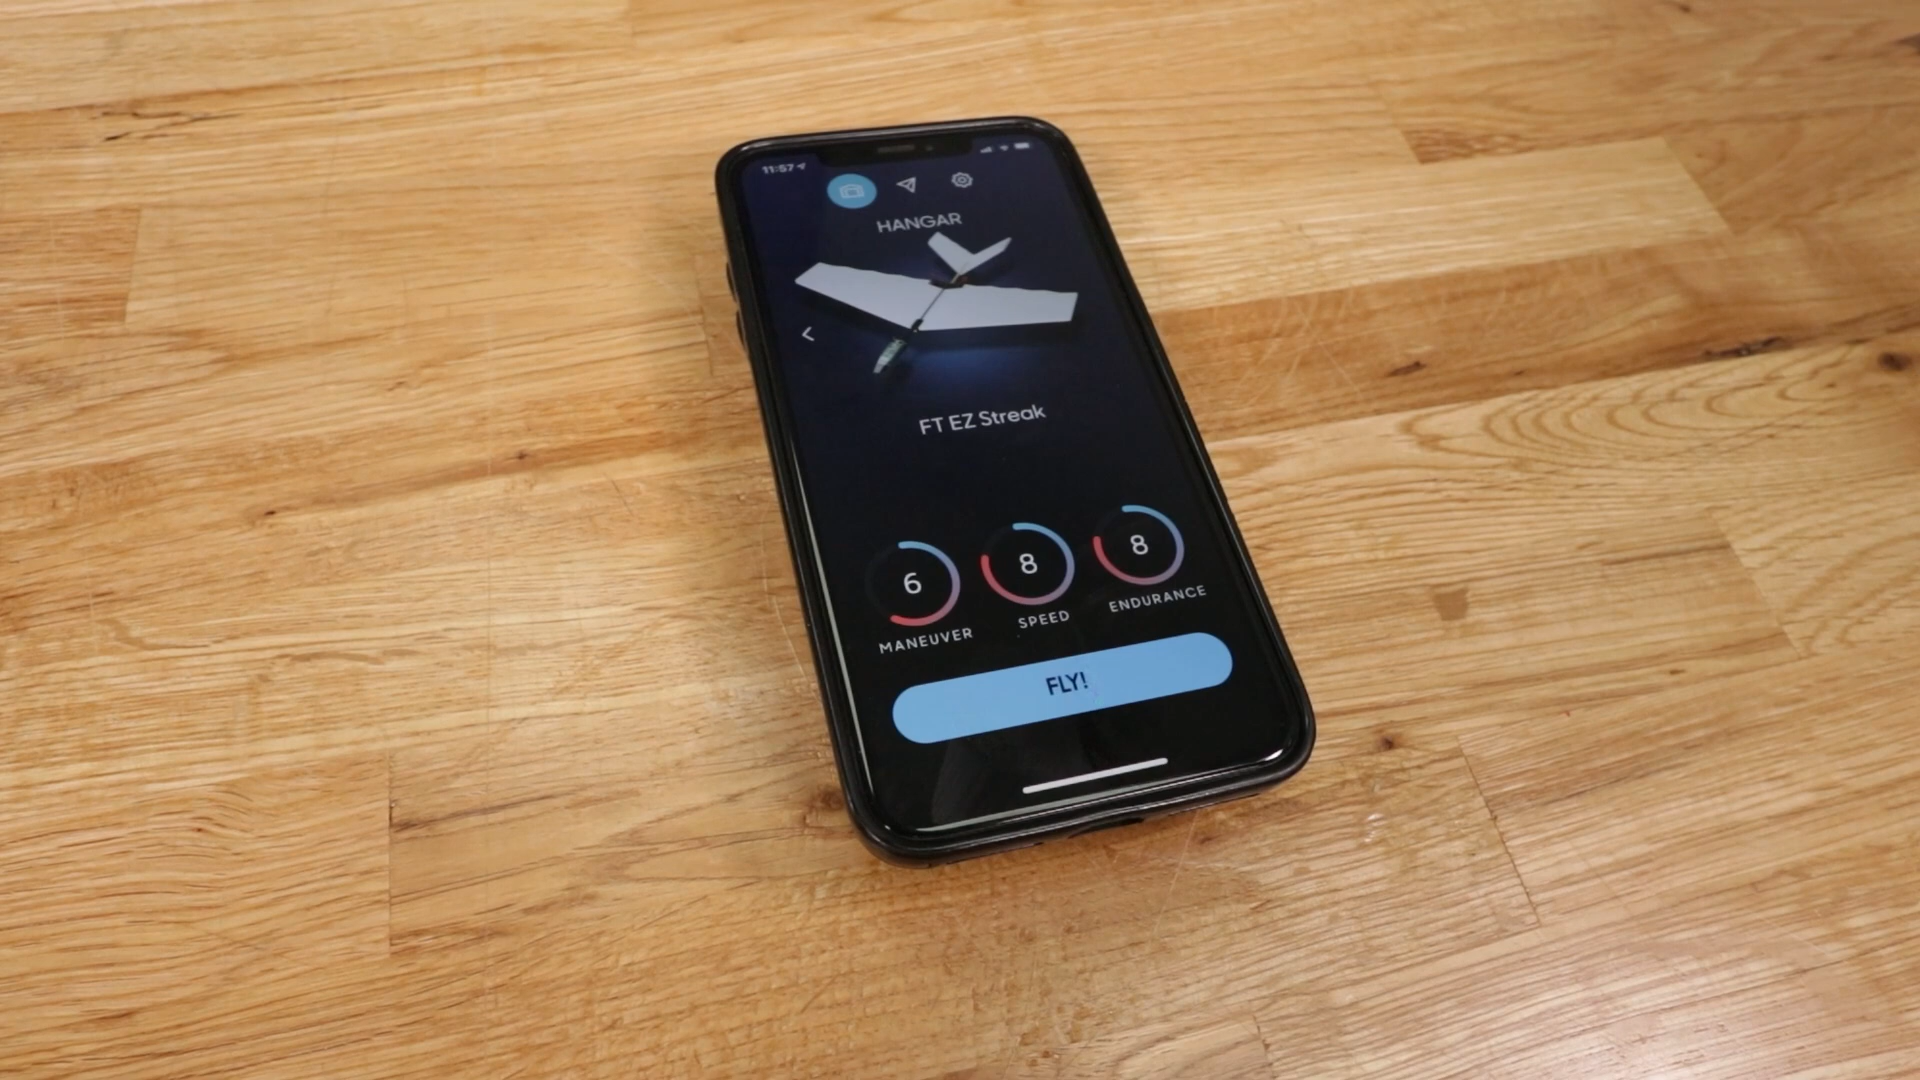 11:57
HANGAR
FT EZ Streak
6
8
8
MANEUVER
SPEED
ENDURANCE
FLY!